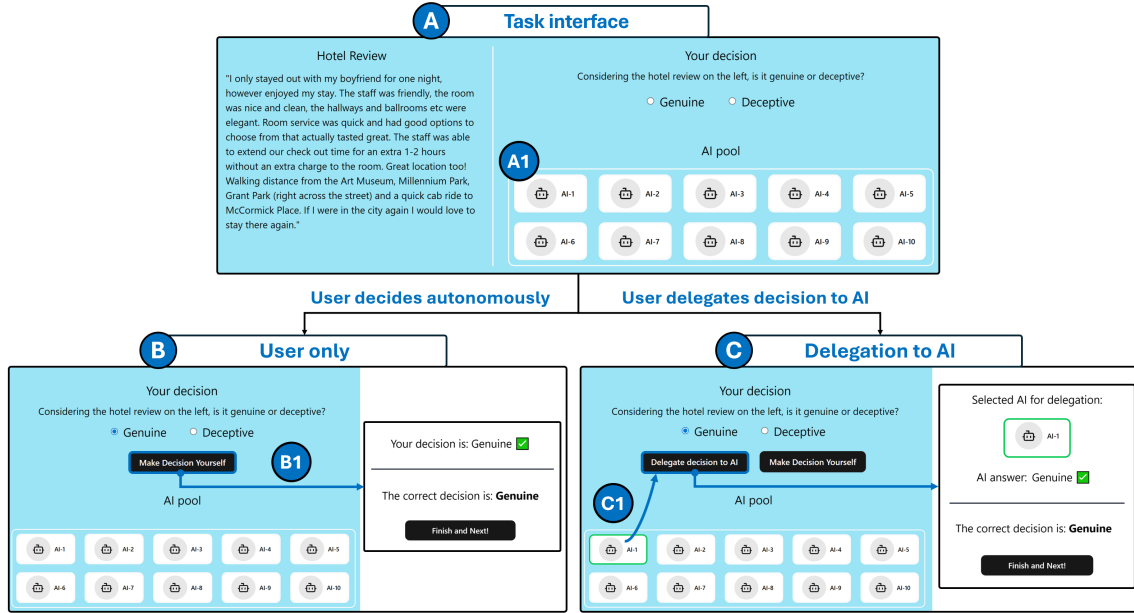 A
Task interface
Hotel Review
"I only stayed out with my boyfriend for one night,
however enjoyed my stay. The staff was friendly, the room
was nice and clean, the hallways and ballrooms etc were
elegant. Room service was quick and had good options to
choose from that actually tasted great. The staff was able
to extend our check out time for an extra 1-2 hours
without an extra charge to the room. Great location too!
Walking distance from the Art Museum, Millennium Park,
Grant Park (right across the street) and a quick cab ride to
McCormick Place. If I were in the city again I would love to
stay there again."
Your decision
Considering the hotel review on the left, is it genuine or deceptive?
Genuine Deceptive
AI pool
A1
AI-1 AI-2 AI-3 AI-4 AI-5
AI-6 AI-7 AI-8 AI-9 AI-10
User decides autonomously
User delegates decision to AI
B
User only
Your decision
Considering the hotel review on the left, is it genuine or deceptive?
Genuine Deceptive
Make Decision Yourself
B1
AI pool
AI-1 AI-2 AI-3 AI-4 AI-5
AI-6 AI-7 AI-8 AI-9 AI-10
Your decision is: Genuine ✅
The correct decision is: Genuine
Finish and Next!
C
Delegation to AI
Your decision
Considering the hotel review on the left, is it genuine or deceptive?
Genuine Deceptive
Delegate decision to AI Make Decision Yourself
C1
AI pool
AI-1 AI-2 AI-3 AI-4 AI-5
AI-6 AI-7 AI-8 AI-9 AI-10
Selected AI for delegation:
AI-1
AI answer: Genuine ✅
The correct decision is: Genuine
Finish and Next!